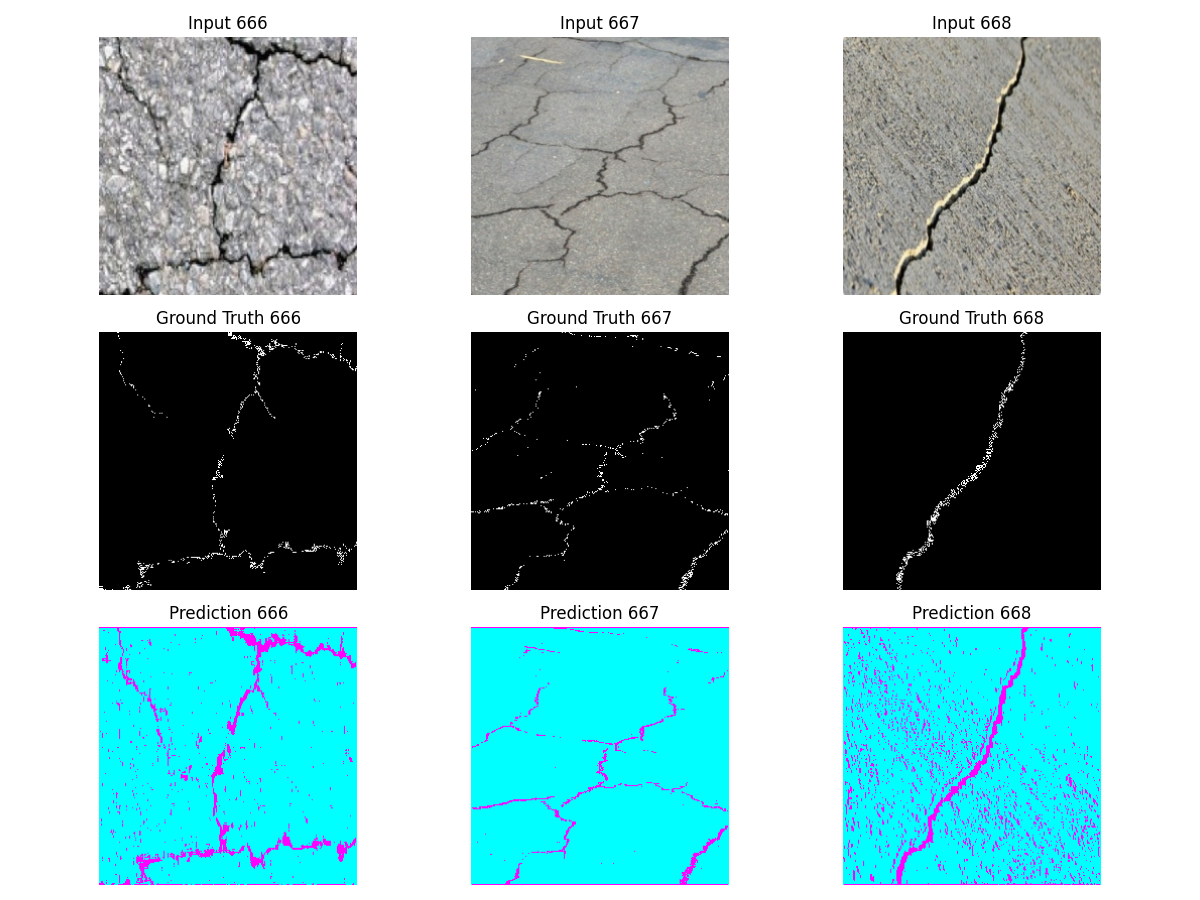 Input 666
Input 667
Input 668
Ground Truth 666
Ground Truth 667
Ground Truth 668
Prediction 666
Prediction 667
Prediction 668